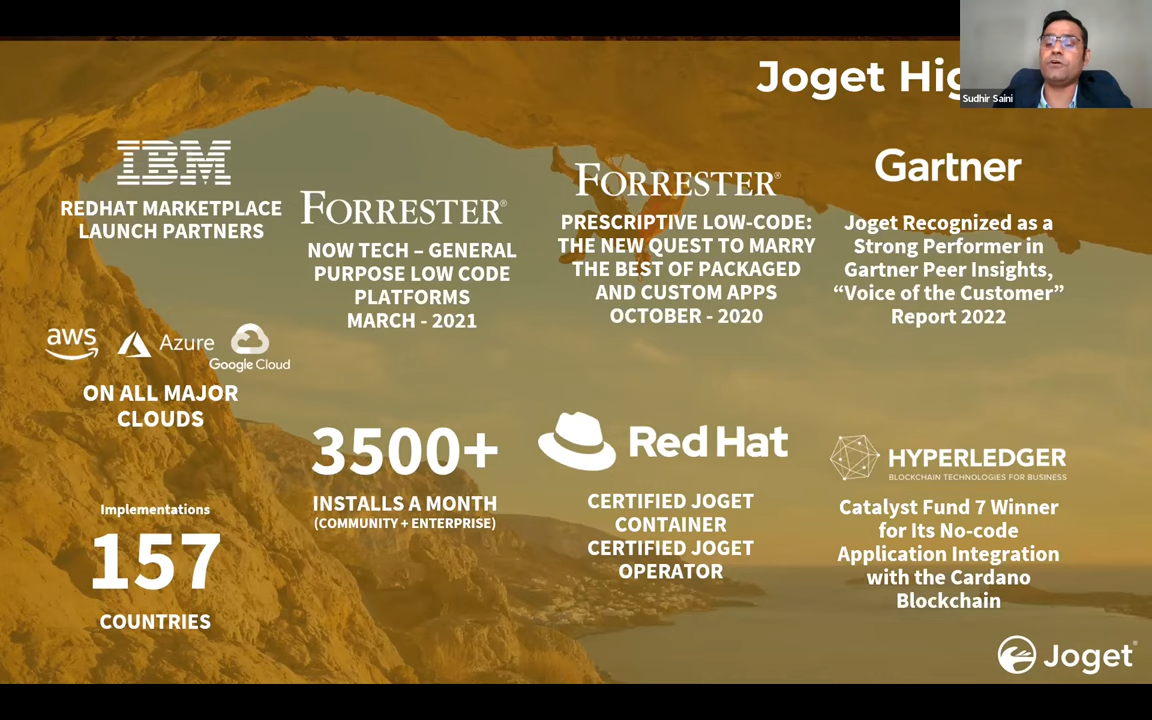 Joget Hig
Sudhir Saini
IBM
REDHAT MARKETPLACE
LAUNCH PARTNERS
FORRESTER®
NOW TECH – GENERAL
PURPOSE LOW CODE
PLATFORMS
MARCH - 2021
FORRESTER®
PRESCRIPTIVE LOW-CODE:
THE NEW QUEST TO MARRY
THE BEST OF PACKAGED
AND CUSTOM APPS
OCTOBER - 2020
Gartner
Joget Recognized as a
Strong Performer in
Gartner Peer Insights,
“Voice of the Customer”
Report 2022
aws
Azure
Google Cloud
ON ALL MAJOR
CLOUDS
3500+
INSTALLS A MONTH
(COMMUNITY + ENTERPRISE)
Red Hat
CERTIFIED JOGET
CONTAINER
CERTIFIED JOGET
OPERATOR
HYPERLEDGER
BLOCKCHAIN TECHNOLOGIES FOR BUSINESS
Catalyst Fund 7 Winner
for Its No-code
Application Integration
with the Cardano
Blockchain
Implementations
157
COUNTRIES
Joget®